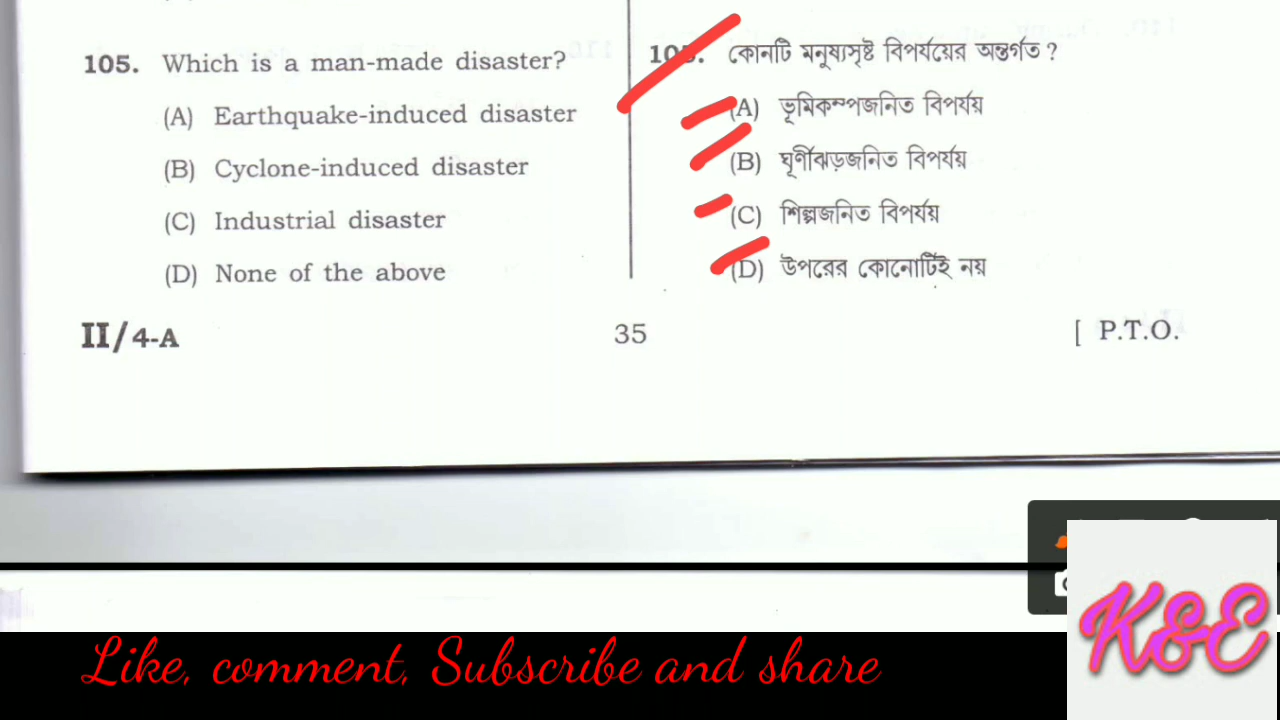 105. Which is a man-made disaster?
(A) Earthquake-induced disaster
(B) Cyclone-induced disaster
(C) Industrial disaster
(D) None of the above
105. কোনটি মনুষ্যসৃষ্ট বিপর্যয়ের অন্তর্গত ?
(A) ভূমিকম্পজনিত বিপর্যয়
(B) ঘূর্ণীঝড়জনিত বিপর্যয়
(C) শিল্পজনিত বিপর্যয়
(D) উপরের কোনোটিই নয়
II/4-A
35
[ P.T.O.
K&E
Like, comment, Subscribe and share